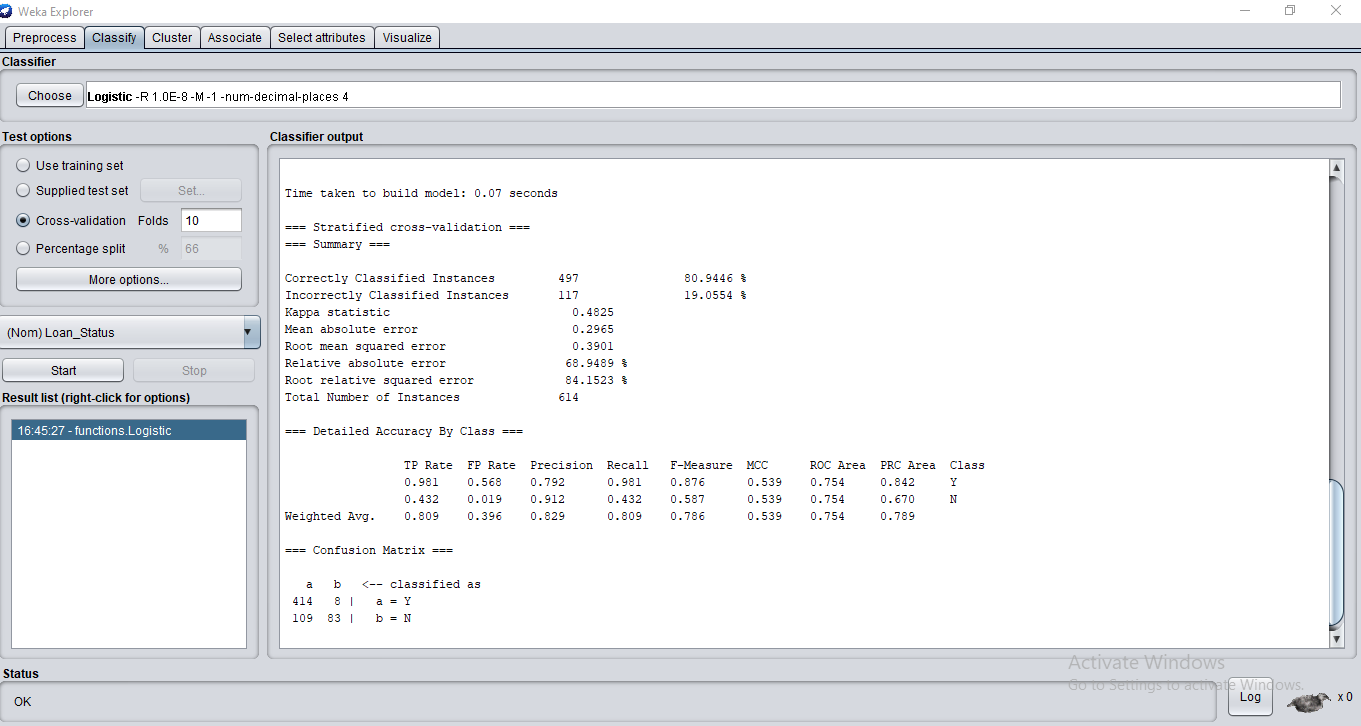 Weka Explorer
Preprocess Classify Cluster Associate Select attributes Visualize
Classifier
Choose Logistic -R 1.0E-8 -M -1 -num-decimal-places 4
Test options
Use training set
Supplied test set Set...
Cross-validation Folds 10
Percentage split % 66
More options...
(Nom) Loan_Status
Start Stop
Result list (right-click for options)
16:45:27 - functions.Logistic
Classifier output
Time taken to build model: 0.07 seconds
=== Stratified cross-validation ===
=== Summary ===
Correctly Classified Instances 497 80.9446 %
Incorrectly Classified Instances 117 19.0554 %
Kappa statistic 0.4825
Mean absolute error 0.2965
Root mean squared error 0.3901
Relative absolute error 68.9489 %
Root relative squared error 84.1523 %
Total Number of Instances 614
=== Detailed Accuracy By Class ===
TP Rate FP Rate Precision Recall F-Measure MCC ROC Area PRC Area Class
0.981 0.568 0.792 0.981 0.876 0.539 0.754 0.842 Y
0.432 0.019 0.912 0.432 0.587 0.539 0.754 0.670 N
Weighted Avg. 0.809 0.396 0.829 0.809 0.786 0.539 0.754 0.789
=== Confusion Matrix ===
a b <-- classified as
414 8 | a = Y
109 83 | b = N
Status
OK
Activate Windows
Go to Settings to activate Windows.
Log x 0